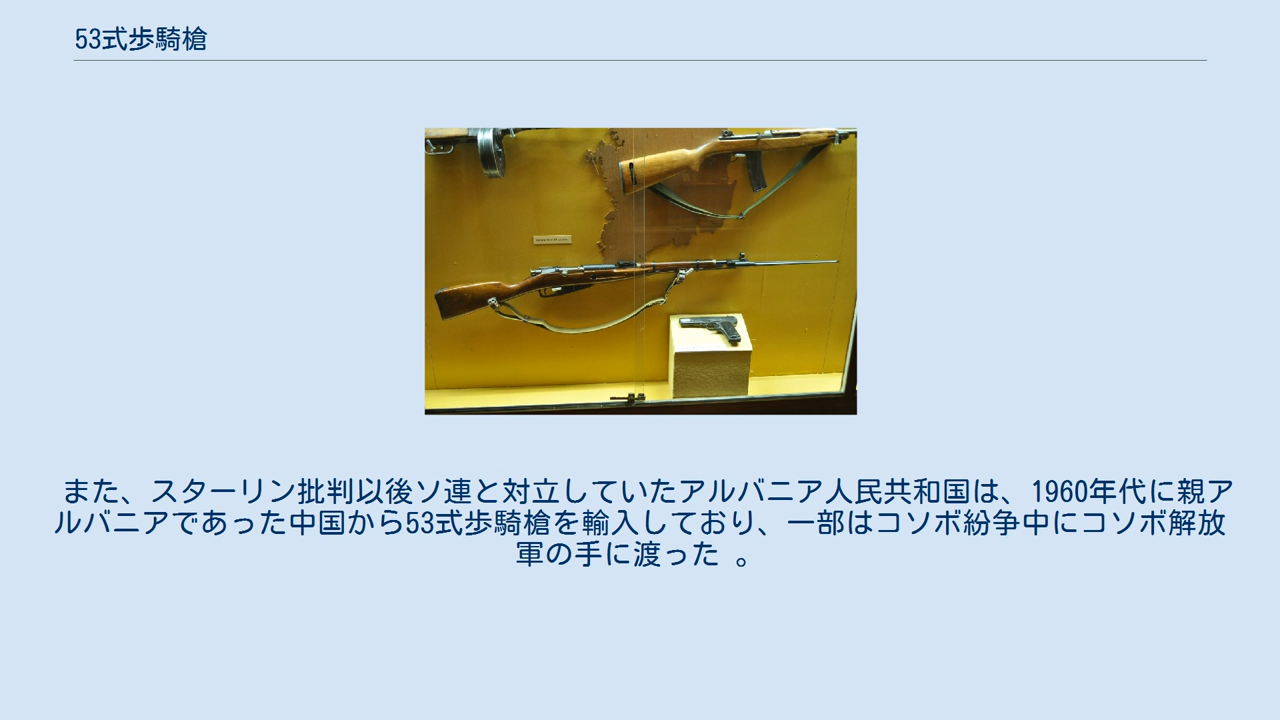 53式歩騎槍
また、スターリン批判以後ソ連と対立していたアルバニア人民共和国は、1960年代に親ア
ルバニアであった中国から53式歩騎槍を輸入しており、一部はコソボ紛争中にコソボ解放
軍の手に渡った 。